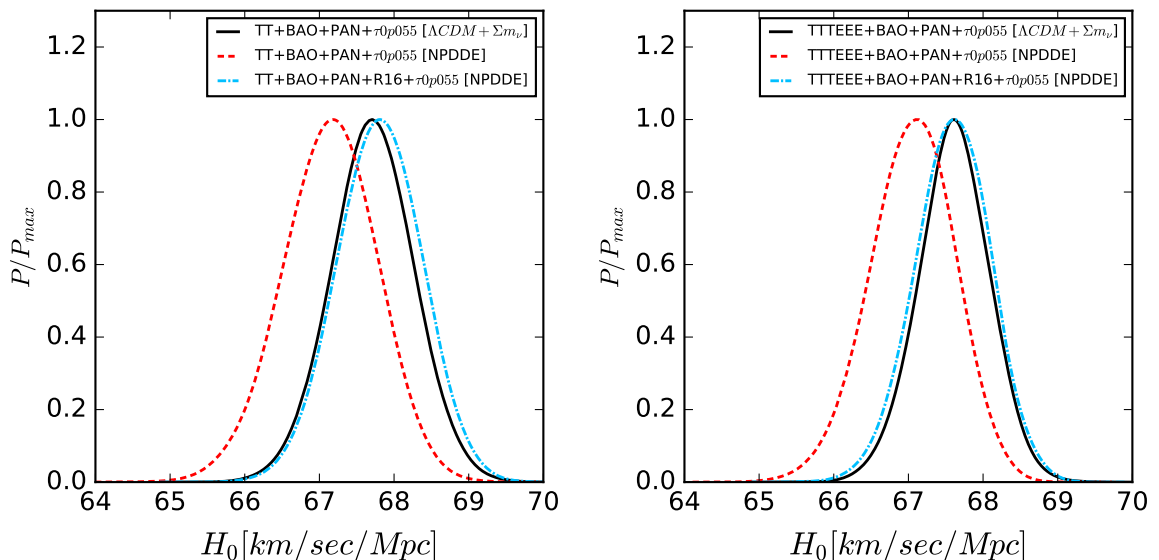 TT+BAO+PAN+τ0p055 [ΛCDM + Σmν]
TT+BAO+PAN+τ0p055 [NPDDE]
TT+BAO+PAN+R16+τ0p055 [NPDDE]
1.2
1.0
0.8
0.6
0.4
0.2
0.0
P/Pmax
64 65 66 67 68 69 70
H0[km/sec/Mpc]
TTTEEE+BAO+PAN+τ0p055 [ΛCDM + Σmν]
TTTEEE+BAO+PAN+τ0p055 [NPDDE]
TTTEEE+BAO+PAN+R16+τ0p055 [NPDDE]
1.2
1.0
0.8
0.6
0.4
0.2
0.0
P/Pmax
64 65 66 67 68 69 70
H0[km/sec/Mpc]